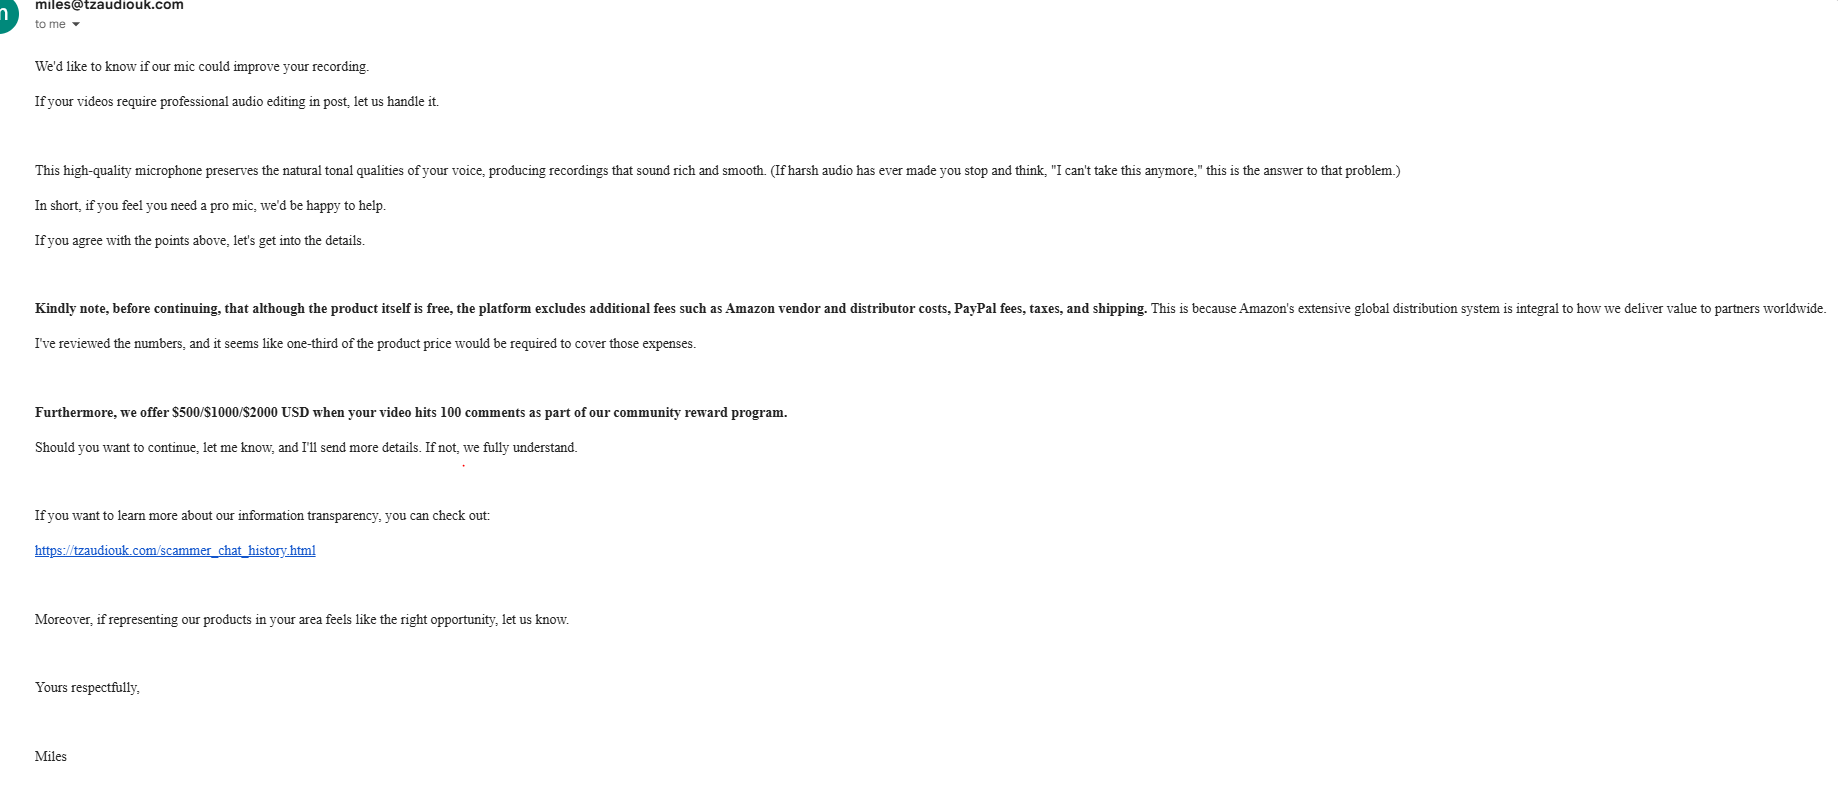 miles@tzaudiouk.com
to me
We'd like to know if our mic could improve your recording.
If your videos require professional audio editing in post, let us handle it.
This high-quality microphone preserves the natural tonal qualities of your voice, producing recordings that sound rich and smooth. (If harsh audio has ever made you stop and think, "I can't take this anymore," this is the answer to that problem.)
In short, if you feel you need a pro mic, we'd be happy to help.
If you agree with the points above, let's get into the details.
Kindly note, before continuing, that although the product itself is free, the platform excludes additional fees such as Amazon vendor and distributor costs, PayPal fees, taxes, and shipping. This is because Amazon's extensive global distribution system is integral to how we deliver value to partners worldwide.
I've reviewed the numbers, and it seems like one-third of the product price would be required to cover those expenses.
Furthermore, we offer $500/$1000/$2000 USD when your video hits 100 comments as part of our community reward program.
Should you want to continue, let me know, and I'll send more details. If not, we fully understand.
.
If you want to learn more about our information transparency, you can check out:
https://tzaudiouk.com/scammer_chat_history.html
Moreover, if representing our products in your area feels like the right opportunity, let us know.
Yours respectfully,
Miles